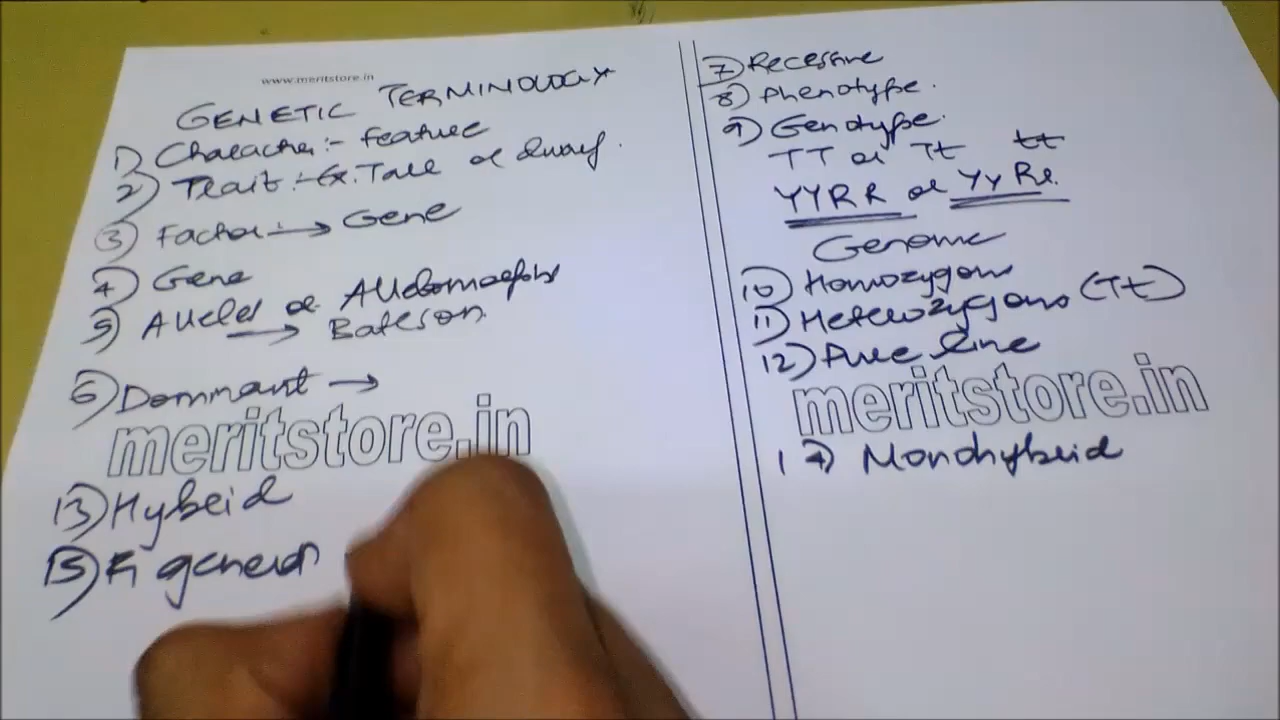 www.meritstore.in
GENETIC TERMINOLOGY
1) Character :- feature
2) Trait :- Ex. Tall or dwarf.
3) Factor :→ Gene
4) Gene
5) Alleles or Allelomorphs
→ Bateson
6) Dominant →
meritstore.in
13) Hybrid
15) F1 generat
7) Recessive
8) Phenotype.
9) Genotype.
TT or Tt tt
YYRR or YyRr.
Genome
10) Homozygous
11) Heterozygous (Tt)
12) Pure line
meritstore.in
14) Monohybrid